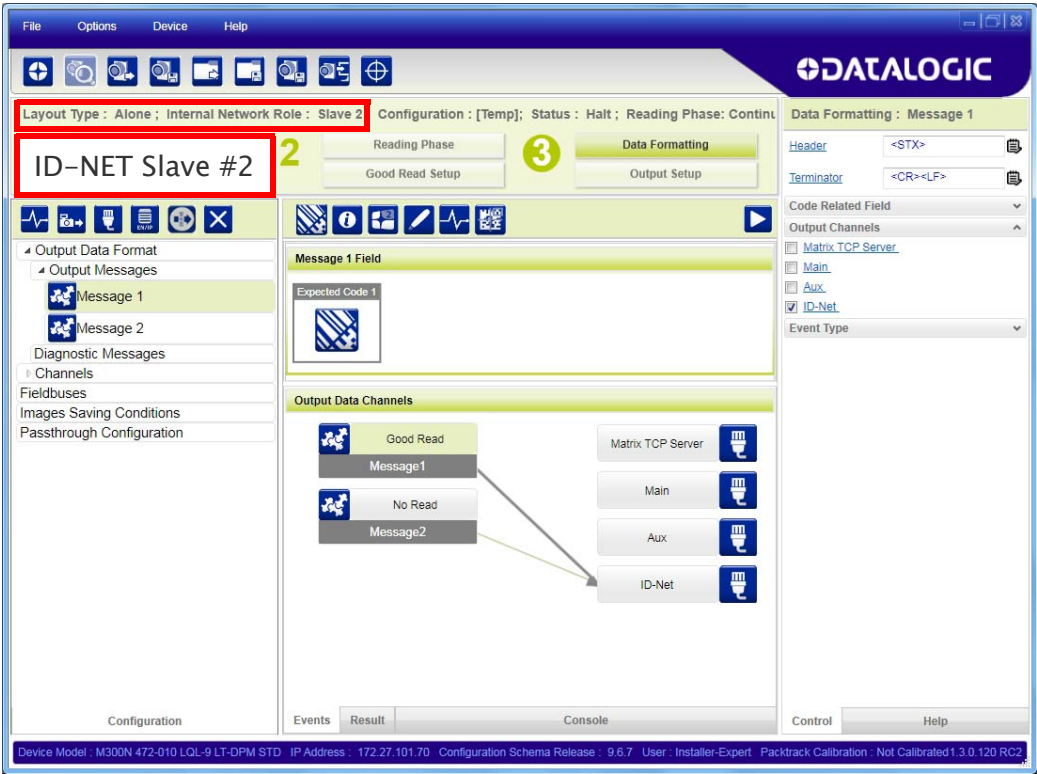 File Options Device Help
DATALOGIC
Layout Type : Alone ; Internal Network Role : Slave 2 Configuration : [Temp]; Status : Halt ; Reading Phase: Continu
ID-NET Slave #2
2
Reading Phase
Good Read Setup
3
Data Formatting
Output Setup
Data Formatting : Message 1
Header <STX>
Terminator <CR><LF>
Code Related Field
Output Channels
Matrix TCP Server
Main
Aux
ID-Net
Event Type
EN/IP
Output Data Format
Output Messages
Message 1
Message 2
Diagnostic Messages
Channels
Fieldbuses
Images Saving Conditions
Passthrough Configuration
Configuration
Message 1 Field
Expected Code 1
Output Data Channels
Good Read
Message1
No Read
Message2
Matrix TCP Server
Main
Aux
ID-Net
Events Result Console
Control Help
Device Model : M300N 472-010 LQL-9 LT-DPM STD IP Address : 172.27.101.70 Configuration Schema Release : 9.6.7 User : Installer-Expert Packtrack Calibration : Not Calibrated 1.3.0.120 RC2